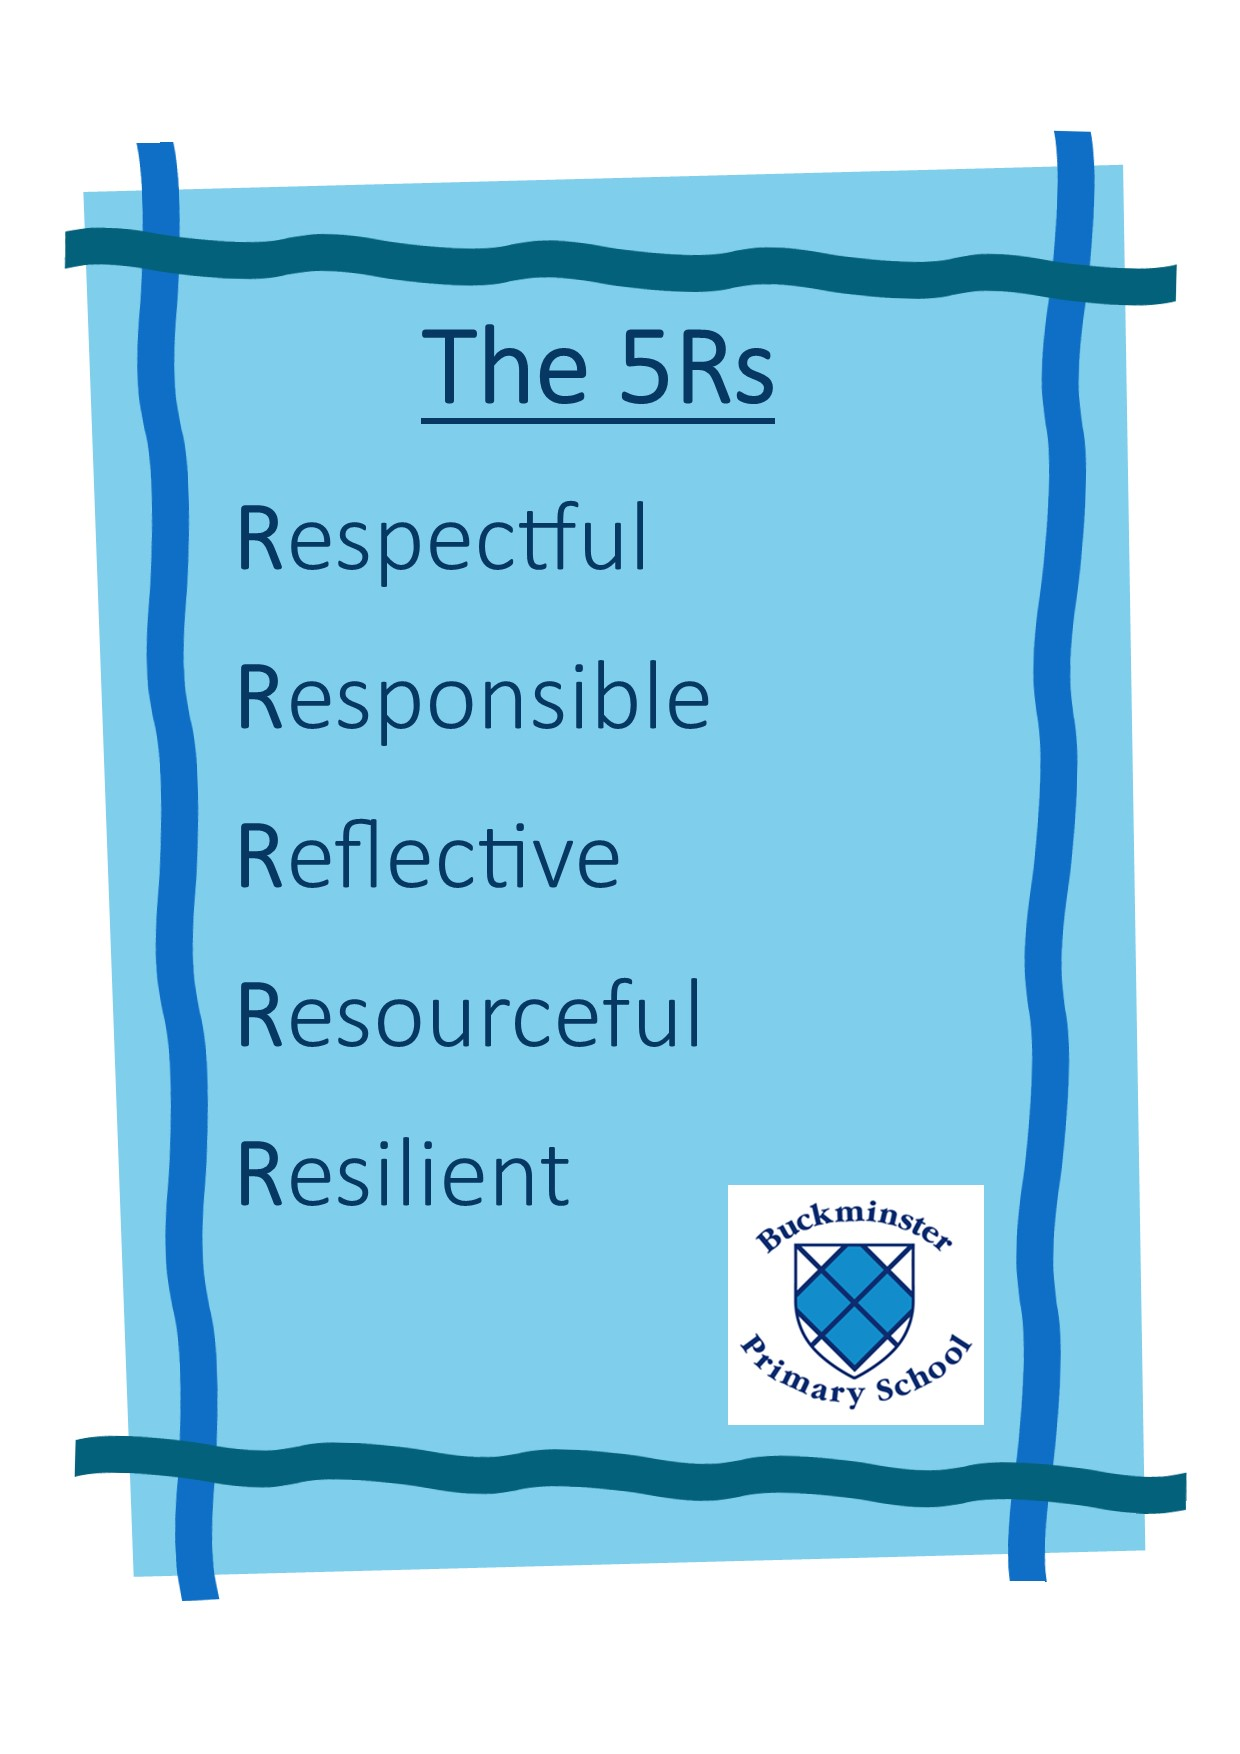 The 5Rs
Respectful
Responsible
Reflective
Resourceful
Resilient
Buckminster
Primary School